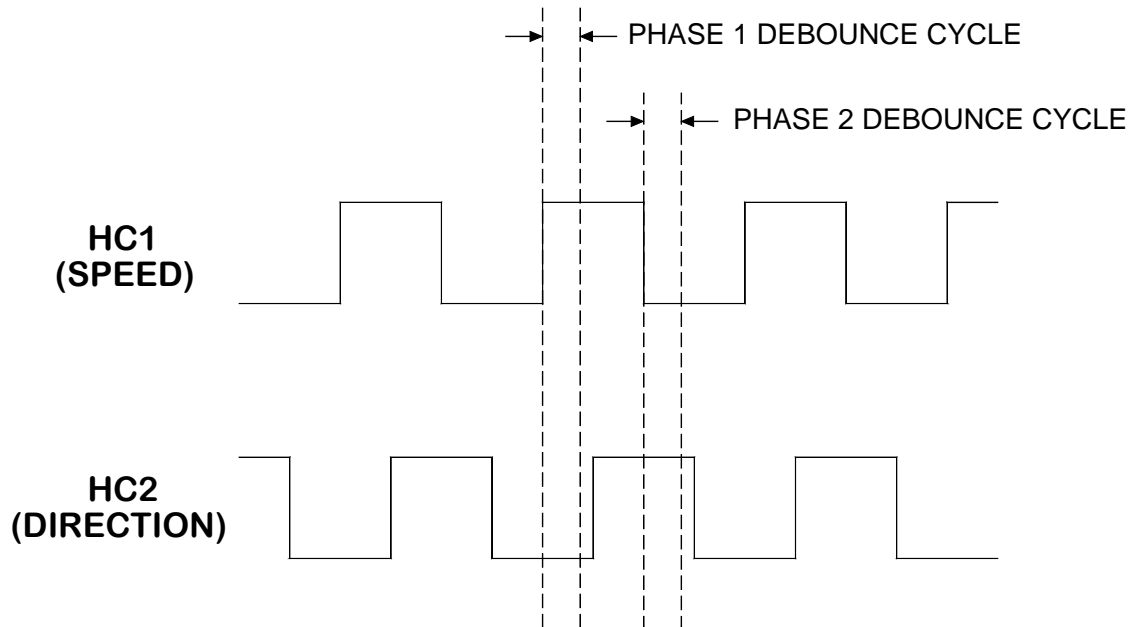 PHASE 1 DEBOUNCE CYCLE
PHASE 2 DEBOUNCE CYCLE
HC1
(SPEED)
HC2
(DIRECTION)